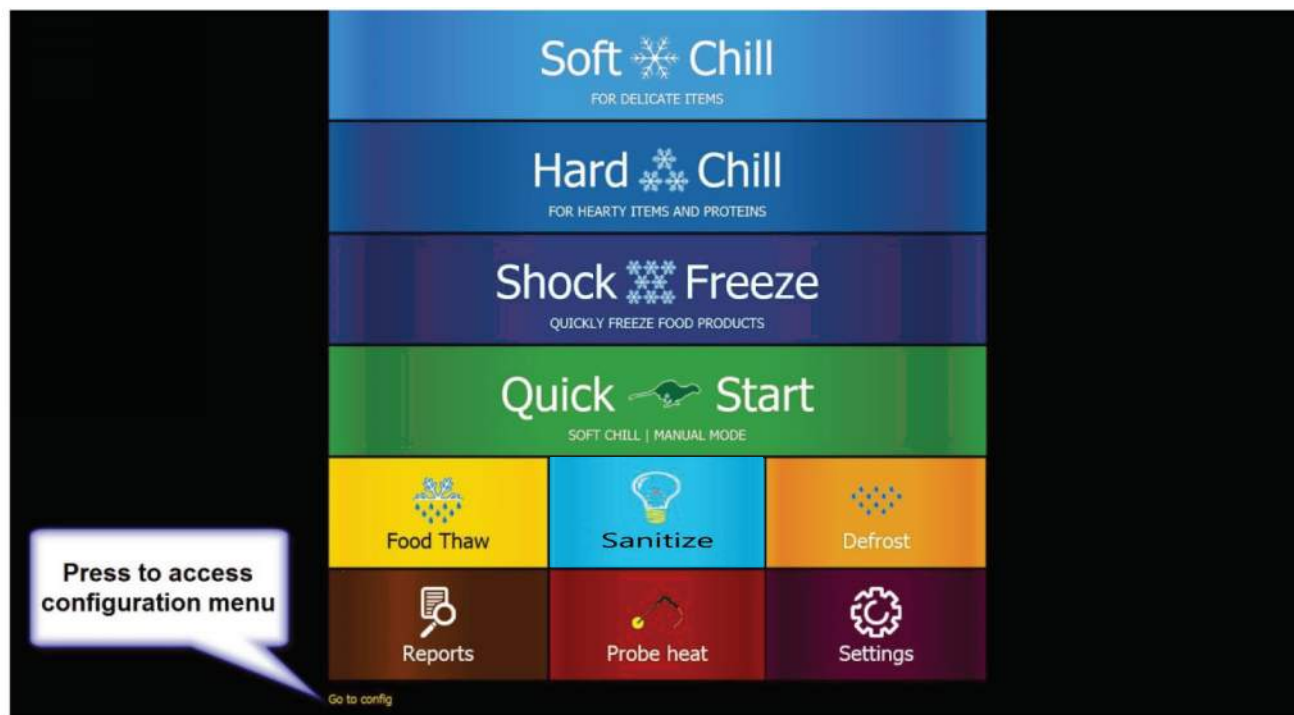 Soft Chill
FOR DELICATE ITEMS
Hard Chill
FOR HEARTY ITEMS AND PROTEINS
Shock Freeze
QUICKLY FREEZE FOOD PRODUCTS
Quick Start
SOFT CHILL | MANUAL MODE
Food Thaw
Sanitize
Defrost
Reports
Probe heat
Settings
Press to access
configuration menu
Go to config